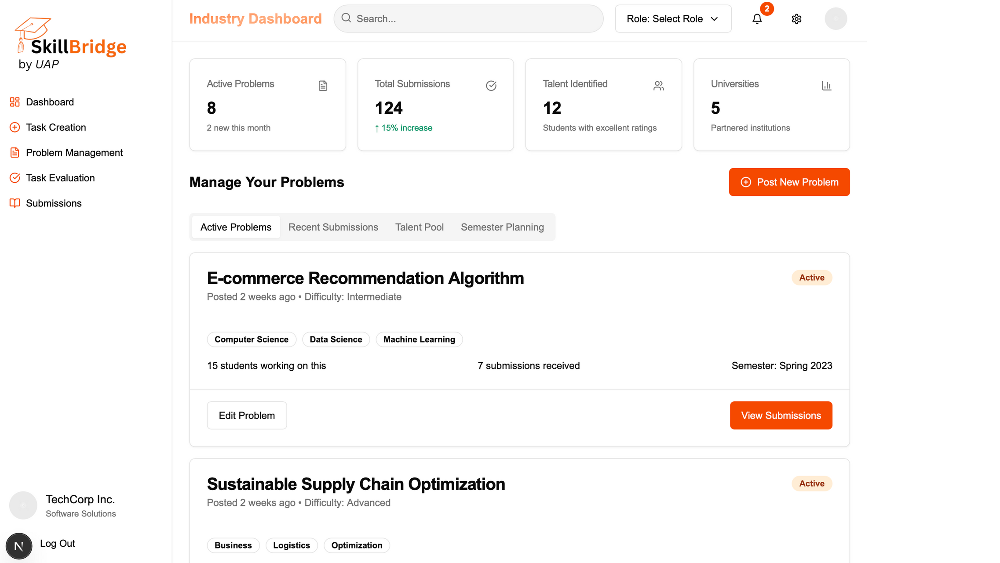 SkillBridge
by UAP
Dashboard
Task Creation
Problem Management
Task Evaluation
Submissions
TechCorp Inc.
Software Solutions
N
Log Out
Industry Dashboard
Search...
Role: Select Role
2
Active Problems
8
2 new this month
Total Submissions
124
↑ 15% increase
Talent Identified
12
Students with excellent ratings
Universities
5
Partnered institutions
Manage Your Problems
Post New Problem
Active Problems
Recent Submissions
Talent Pool
Semester Planning
E-commerce Recommendation Algorithm
Active
Posted 2 weeks ago • Difficulty: Intermediate
Computer Science
Data Science
Machine Learning
15 students working on this
7 submissions received
Semester: Spring 2023
Edit Problem
View Submissions
Sustainable Supply Chain Optimization
Active
Posted 2 weeks ago • Difficulty: Advanced
Business
Logistics
Optimization